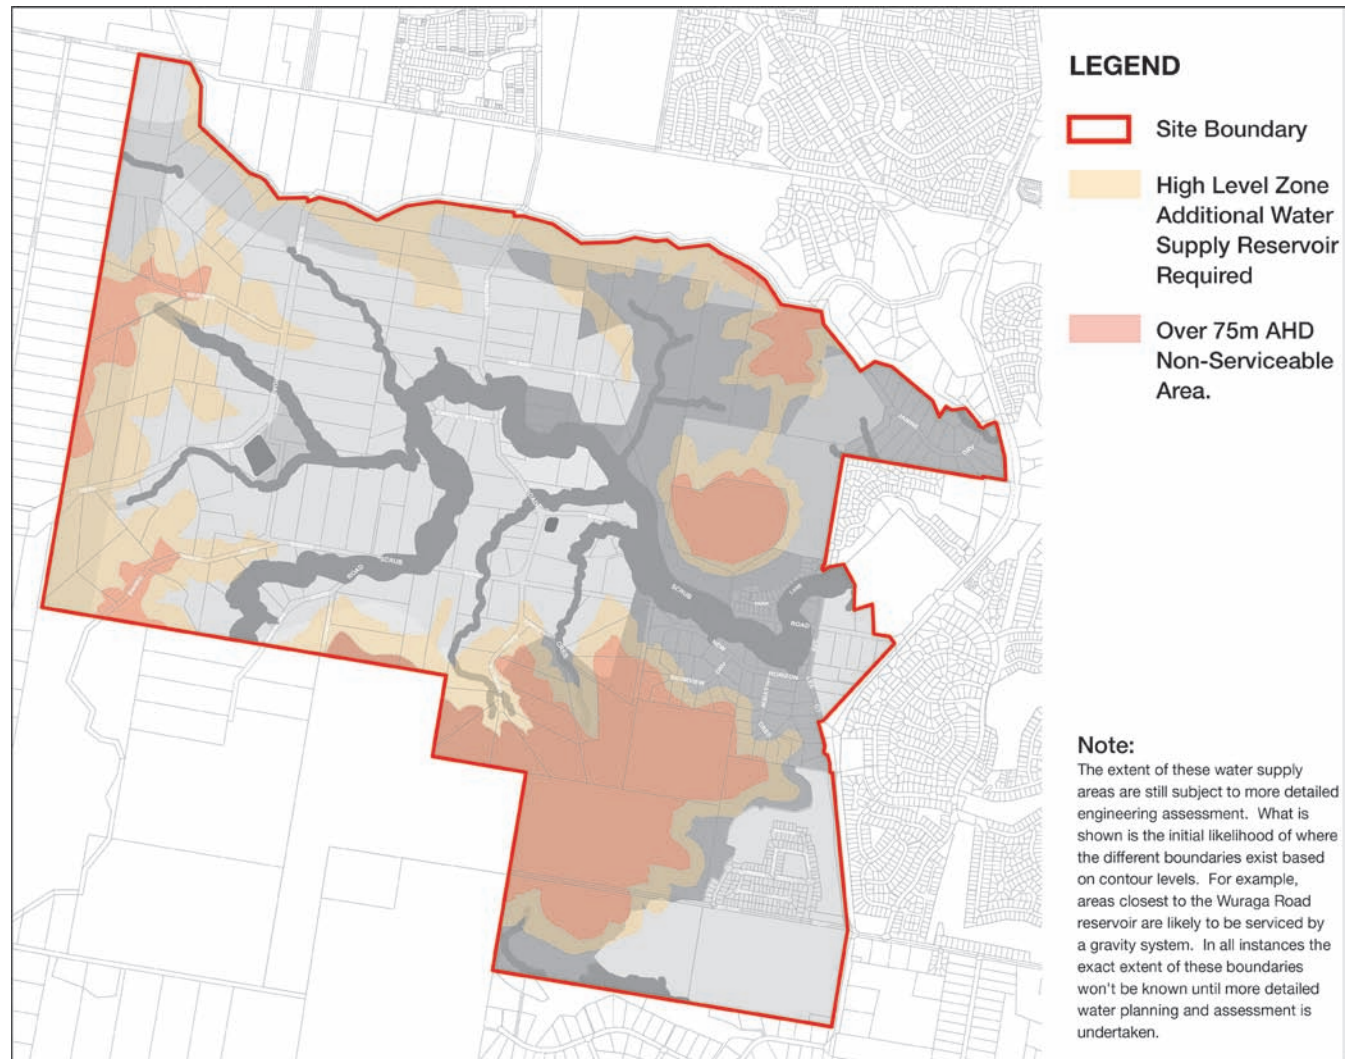 LEGEND
Site Boundary
High Level Zone
Additional Water
Supply Reservoir
Required
Over 75m AHD
Non-Serviceable
Area.
SCRUB
ROAD
SCRUB
ROAD
Note:
The extent of these water supply
areas are still subject to more detailed
engineering assessment.  What is
shown is the initial likelihood of where
the different boundaries exist based
on contour levels.  For example,
areas closest to the Wuraga Road
reservoir are likely to be serviced by
a gravity system.  In all instances the
exact extent of these boundaries
won't be known until more detailed
water planning and assessment is
undertaken.